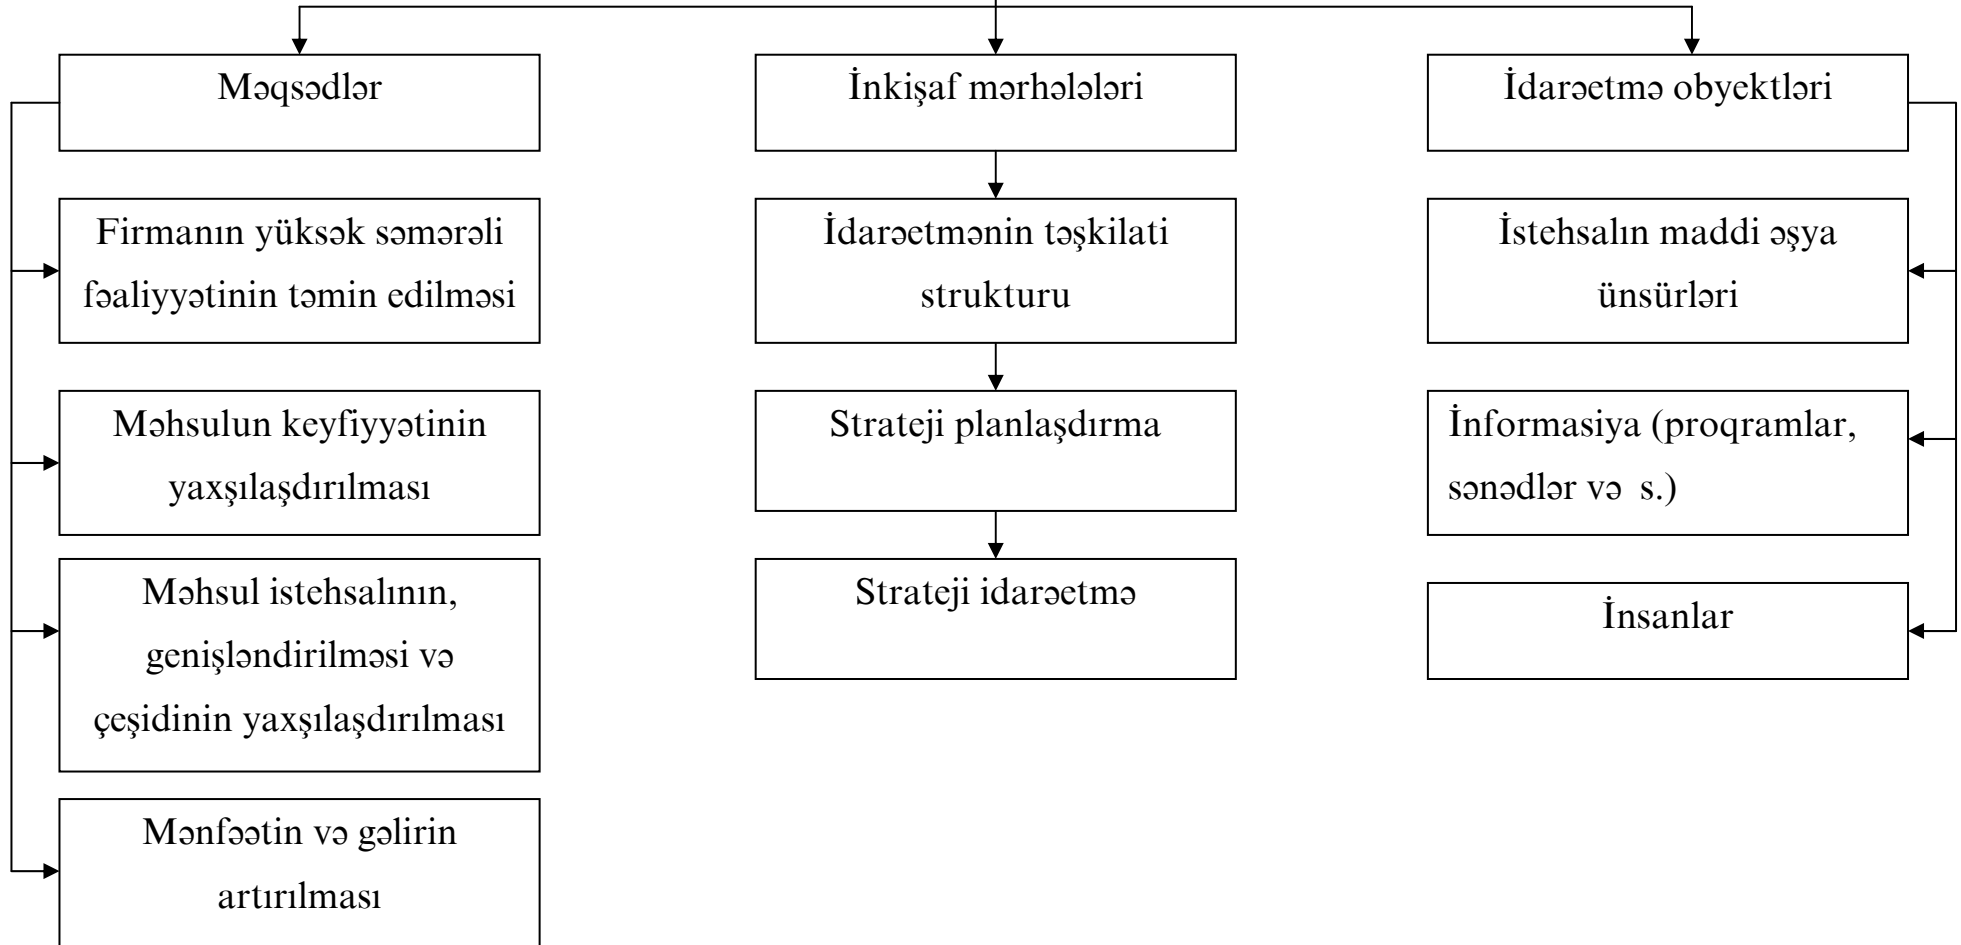 Məqsədlər
Firmanın yüksək səmərəli
fəaliyyətinin təmin edilməsi
Məhsulun keyfiyyətinin
yaxşılaşdırılması
Məhsul istehsalının,
genişləndirilməsi və
çeşidinin yaxşılaşdırılması
Mənfəətin və gəlirin
artırılması
İnkişaf mərhələləri
İdarəetmənin təşkilati
strukturu
Strateji planlaşdırma
Strateji idarəetmə
İdarəetmə obyektləri
İstehsalın maddi əşya
ünsürləri
İnformasiya (proqramlar,
sənədlər və s.)
İnsanlar